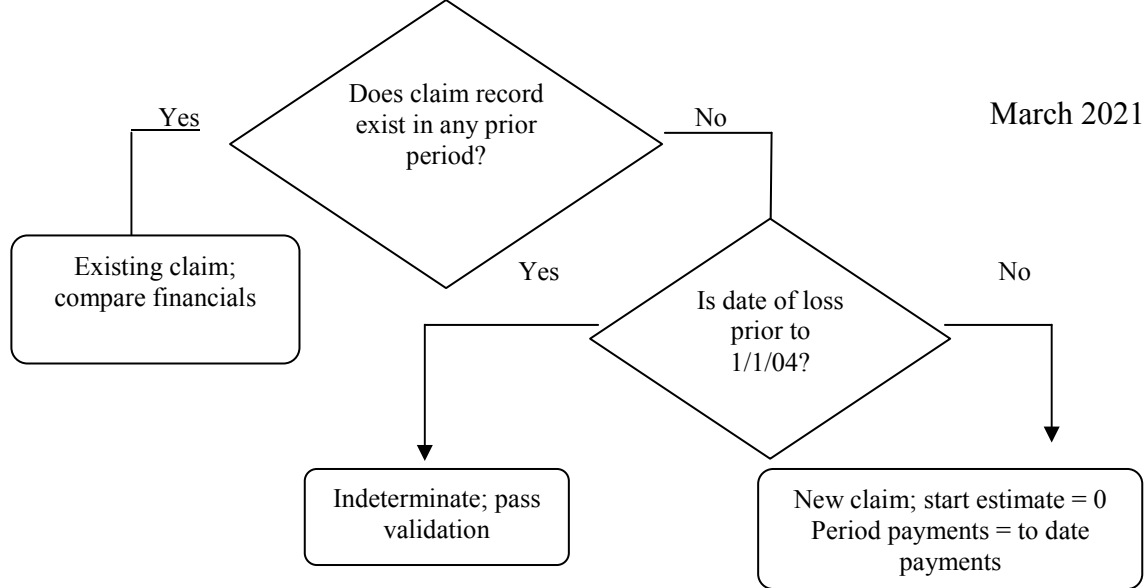 Does claim record
exist in any prior
period?
Yes
No
March 2021
Existing claim;
compare financials
Yes
No
Is date of loss
prior to
1/1/04?
Indeterminate; pass
validation
New claim; start estimate = 0
Period payments = to date
payments